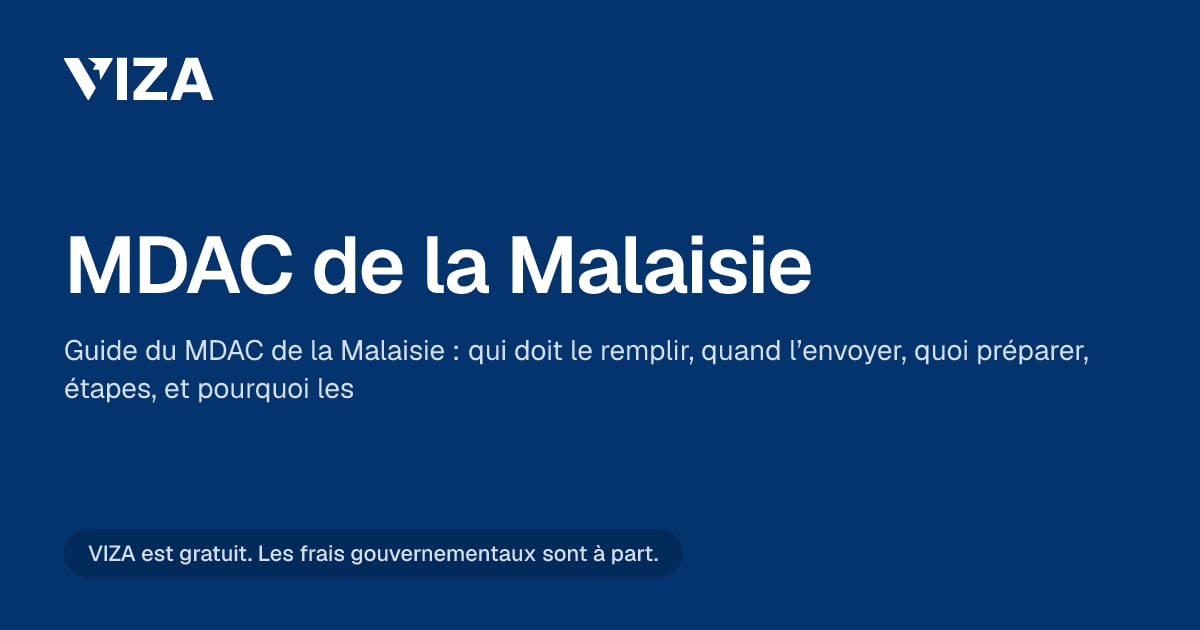 VIZA
MDAC de la Malaisie
Guide du MDAC de la Malaisie : qui doit le remplir, quand l’envoyer, quoi préparer,
étapes, et pourquoi les
VIZA est gratuit. Les frais gouvernementaux sont à part.